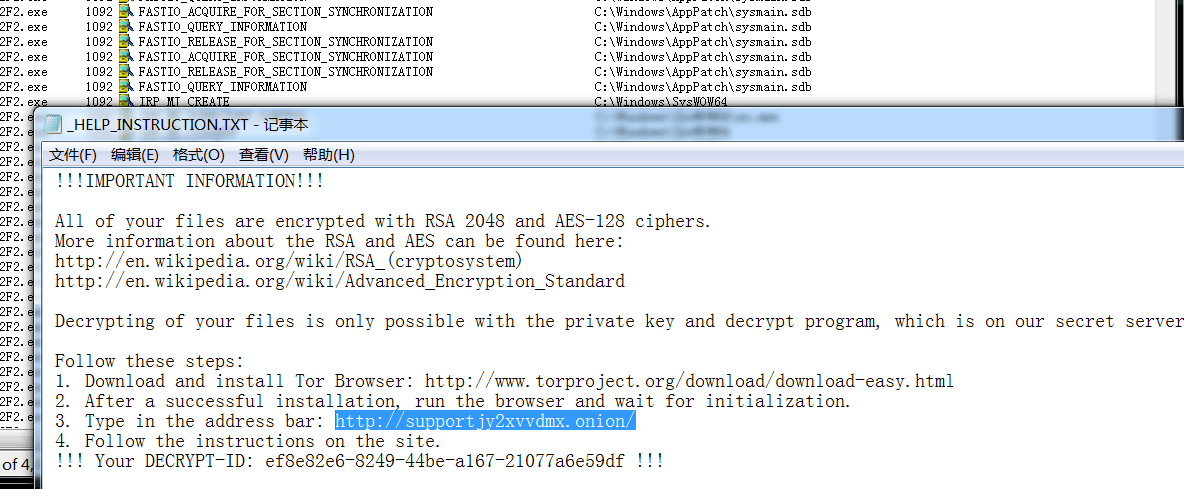 2F2.exe 1092 FASTIO_ACQUIRE_FOR_SECTION_SYNCHRONIZATION C:\Windows\AppPatch\sysmain.sdb
2F2.exe 1092 FASTIO_QUERY_INFORMATION C:\Windows\AppPatch\sysmain.sdb
2F2.exe 1092 FASTIO_RELEASE_FOR_SECTION_SYNCHRONIZATION C:\Windows\AppPatch\sysmain.sdb
2F2.exe 1092 FASTIO_ACQUIRE_FOR_SECTION_SYNCHRONIZATION C:\Windows\AppPatch\sysmain.sdb
2F2.exe 1092 FASTIO_RELEASE_FOR_SECTION_SYNCHRONIZATION C:\Windows\AppPatch\sysmain.sdb
2F2.exe 1092 FASTIO_QUERY_INFORMATION C:\Windows\AppPatch\sysmain.sdb
2F2.exe 1092 IRP_MJ_CREATE C:\Windows\SysWOW64
_HELP_INSTRUCTION.TXT - 记事本
文件(F) 编辑(E) 格式(O) 查看(V) 帮助(H)
!!!IMPORTANT INFORMATION!!!
All of your files are encrypted with RSA 2048 and AES-128 ciphers.
More information about the RSA and AES can be found here:
http://en.wikipedia.org/wiki/RSA_(cryptosystem)
http://en.wikipedia.org/wiki/Advanced_Encryption_Standard
Decrypting of your files is only possible with the private key and decrypt program, which is on our secret server
Follow these steps:
1. Download and install Tor Browser: http://www.torproject.org/download/download-easy.html
2. After a successful installation, run the browser and wait for initialization.
3. Type in the address bar: http://supportjy2xvvdmx.onion/
4. Follow the instructions on the site.
!!! Your DECRYPT-ID: ef8e82e6-8249-44be-a167-21077a6e59df !!!
of 4,